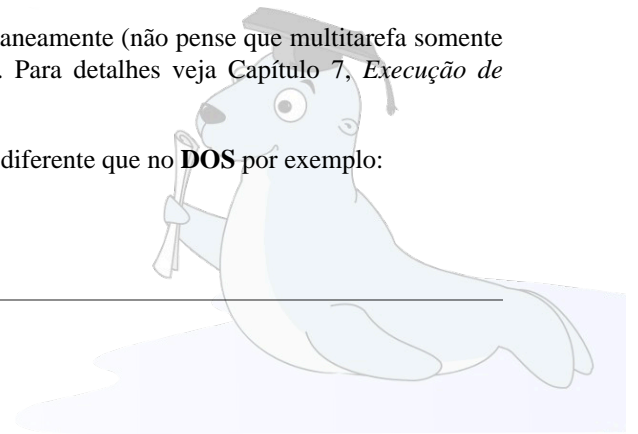 aneamente (não pense que multitarefa somente
. Para detalhes veja Capítulo 7, Execução de
diferente que no DOS por exemplo: